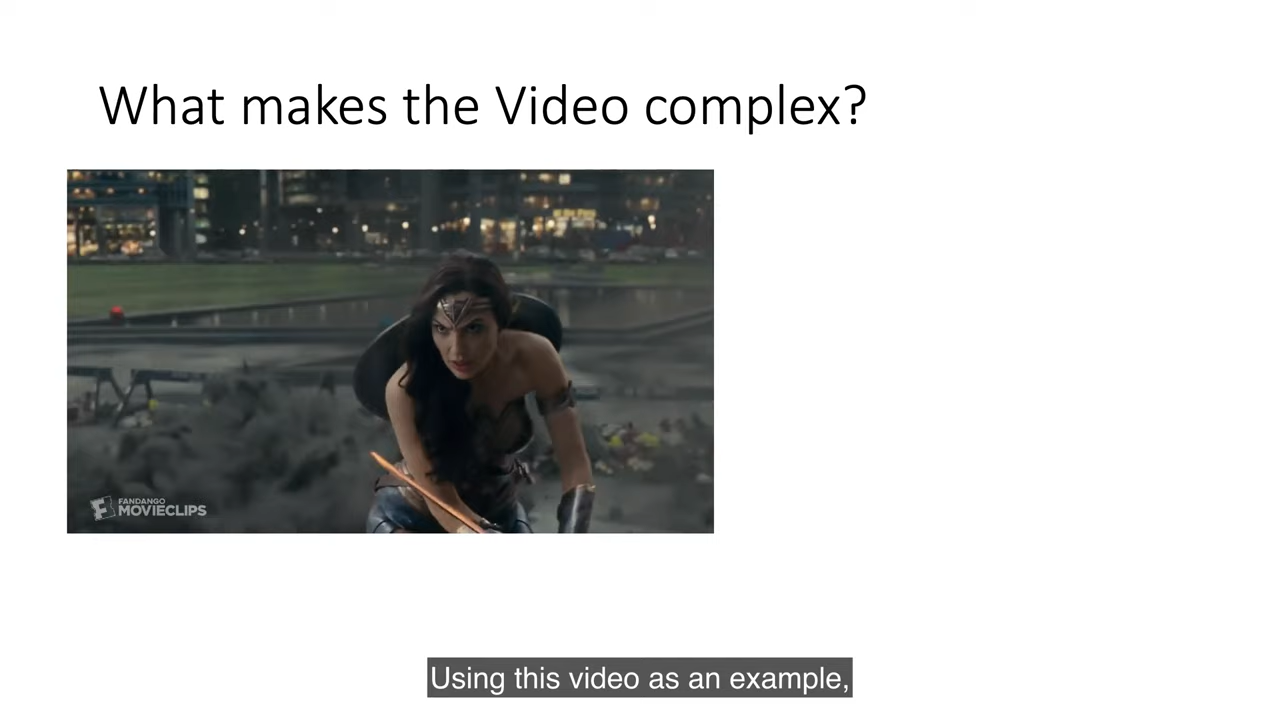 What makes the Video complex?
FANDANGO
MOVIECLIPS
Using this video as an example,